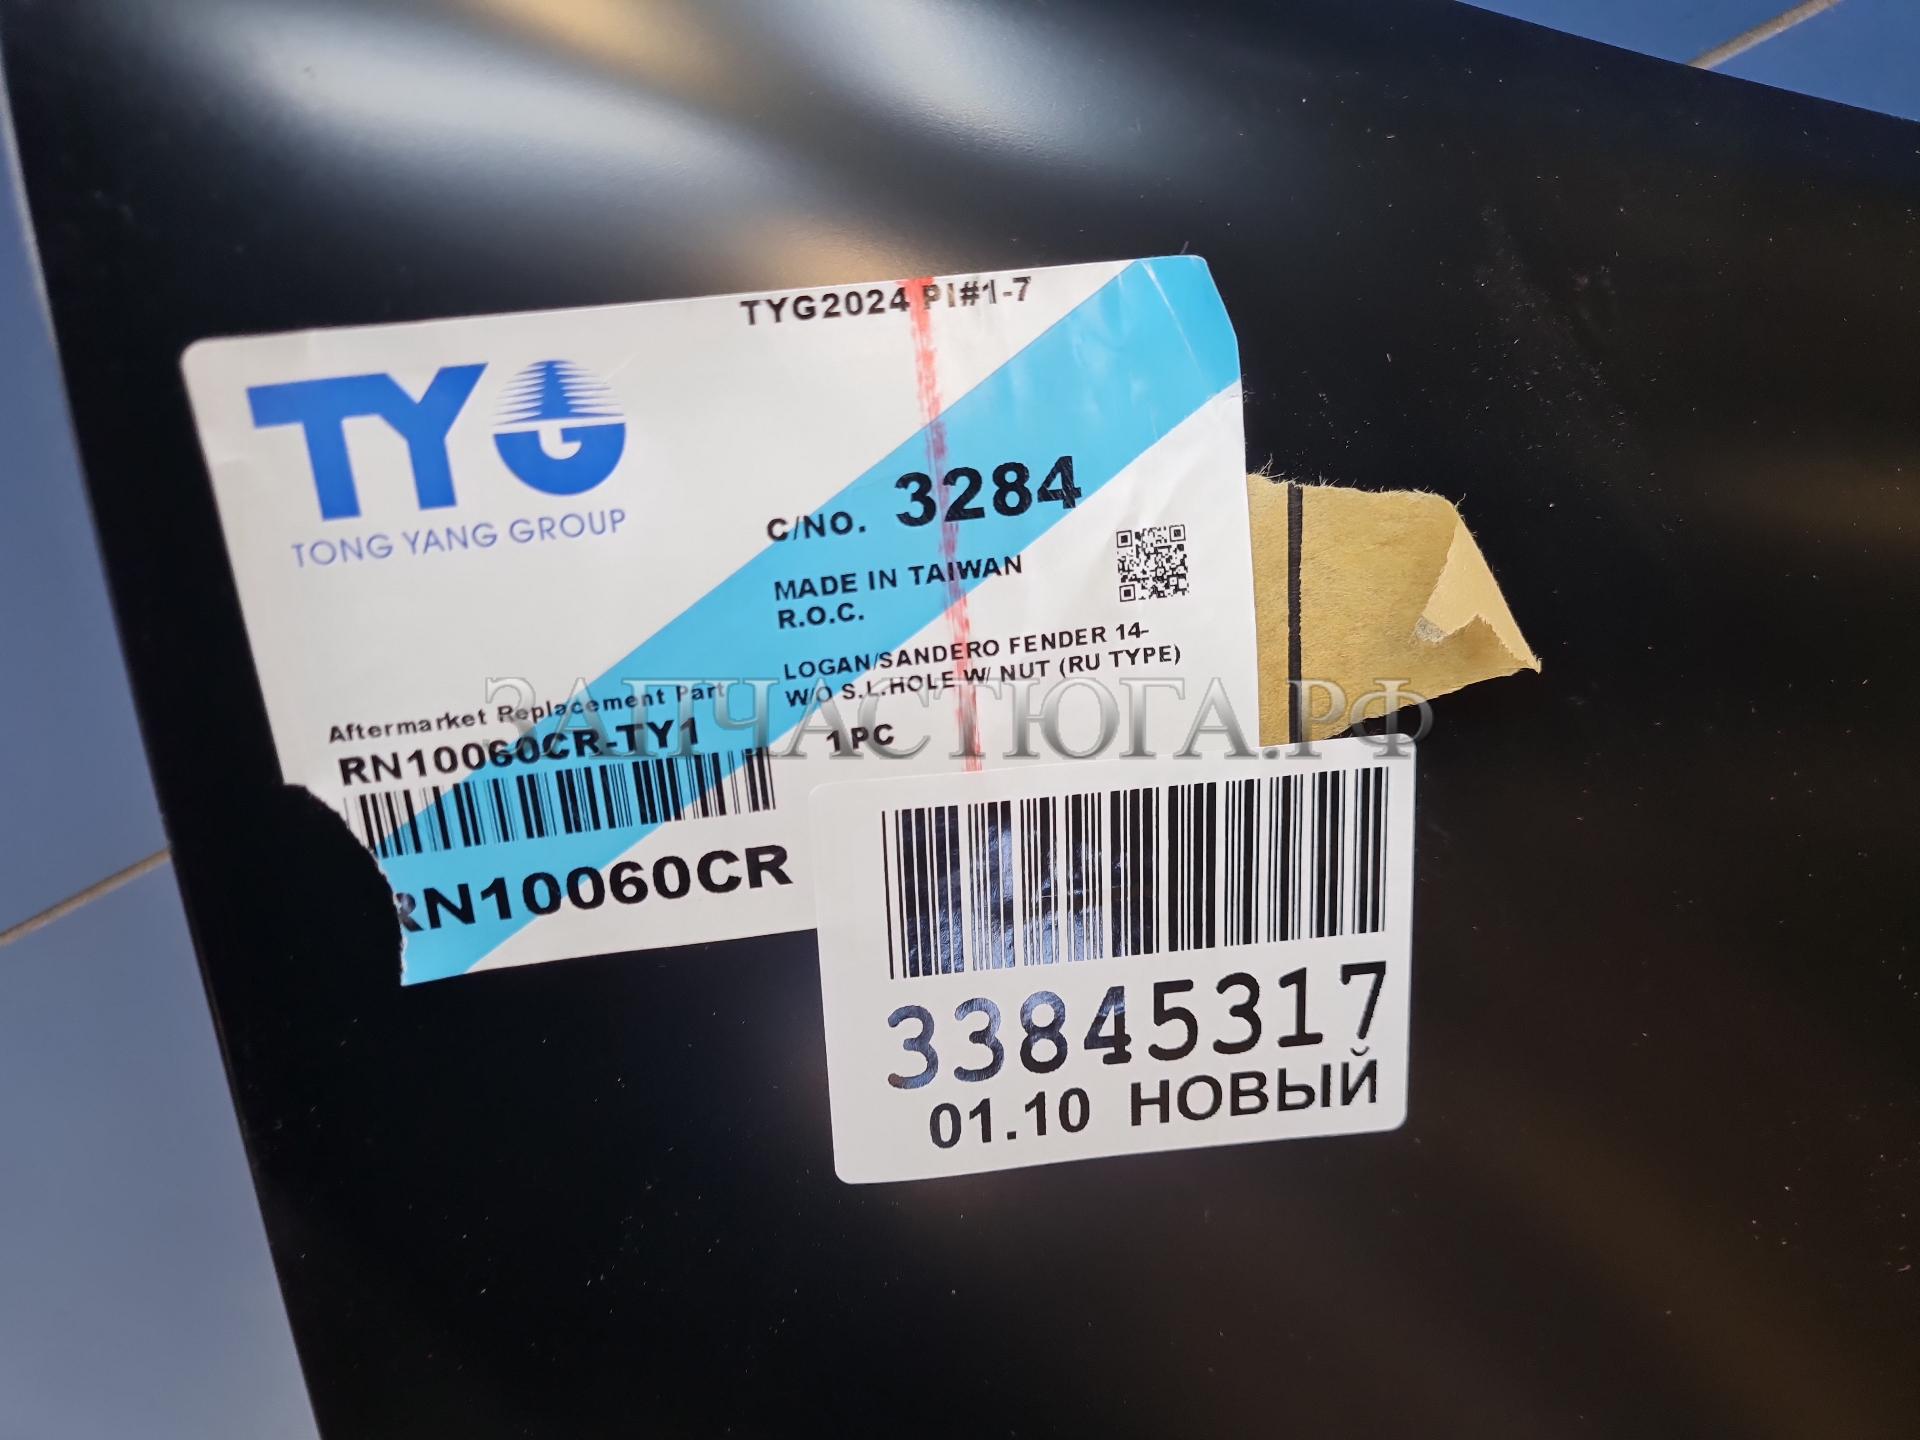 TYG2024 PI#1-7
TYG
TONG YANG GROUP
C/NO. 3284
MADE IN TAIWAN
R.O.C.
LOGAN/SANDERO FENDER 14-
W/O S.L.HOLE W/ NUT (RU TYPE)
Aftermarket Replacement Part
RN10060CR-TY1
1PC
RN10060CR
ЗАПЧАСТЮГА.РФ
33845317
01.10 НОВЫЙ